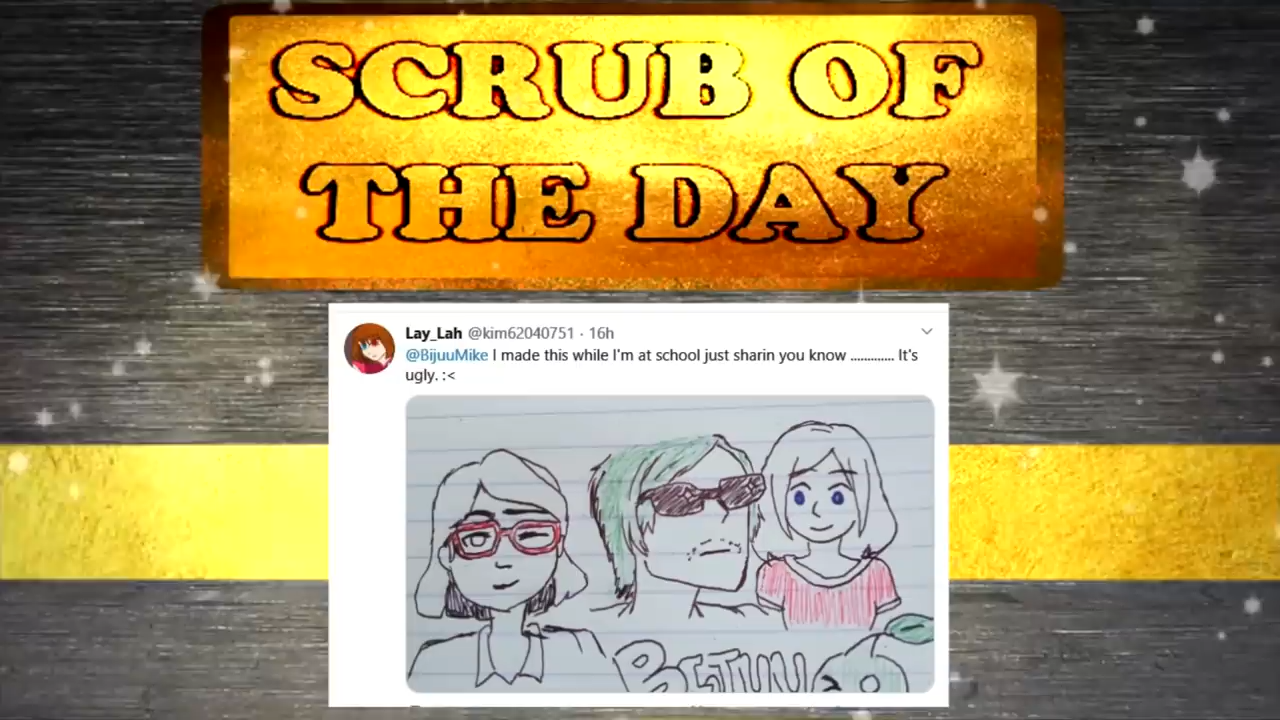 SCRUB OF
THE DAY
Lay_Lah @kim62040751 · 16h
@BijuuMike I made this while I'm at school just sharin you know ............. It's
ugly. :<